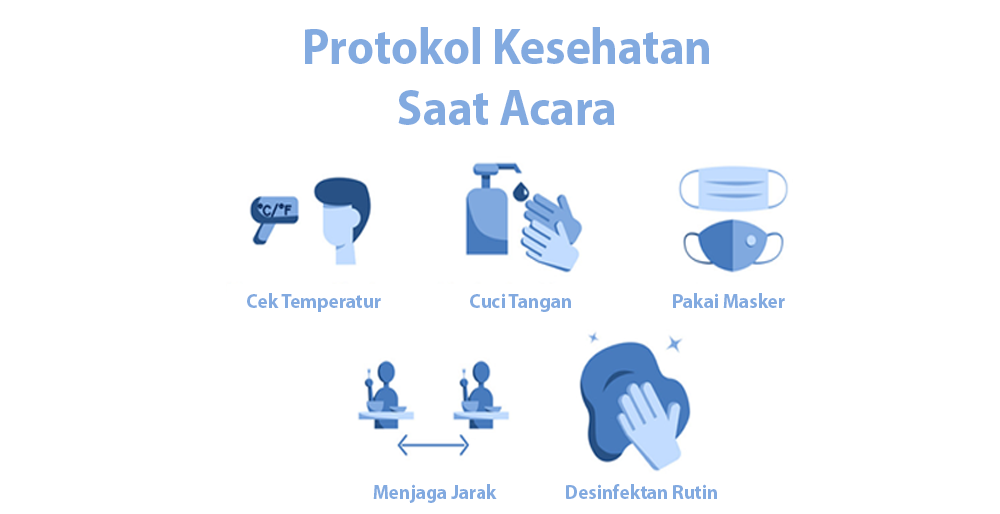 Protokol Kesehatan
Saat Acara
°C/°F
Cek Temperatur
Cuci Tangan
Pakai Masker
Menjaga Jarak
Desinfektan Rutin